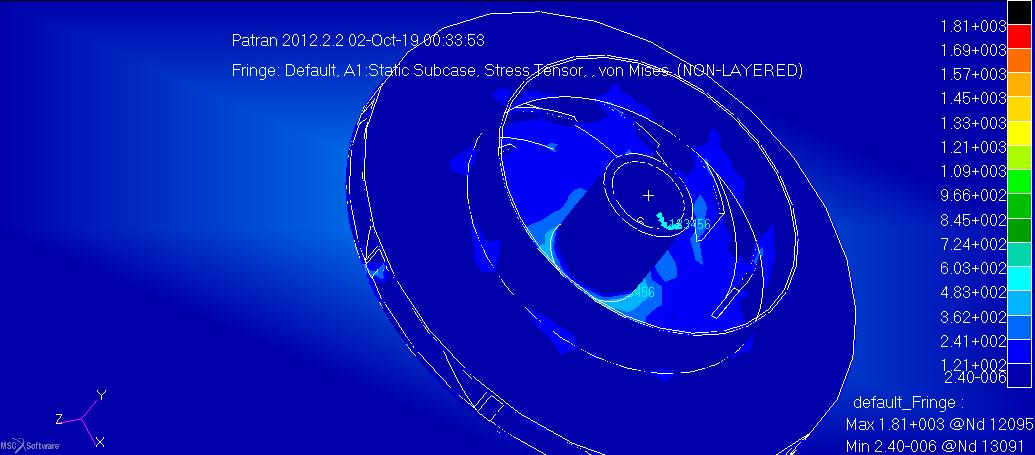 Patran 2012.2.2 02-Oct-19 00:33:53
Fringe: Default, A1:Static Subcase, Stress Tensor, , von Mises, (NON-LAYERED)
1.81+003
1.69+003
1.57+003
1.45+003
1.33+003
1.21+003
1.09+003
9.66+002
8.45+002
7.24+002
6.03+002
4.83+002
3.62+002
2.41+002
1.21+002
2.40-006
123456
456
Y
Z
X
default_Fringe :
Max 1.81+003 @Nd 12095
Min 2.40-006 @Nd 13091
MSC Software